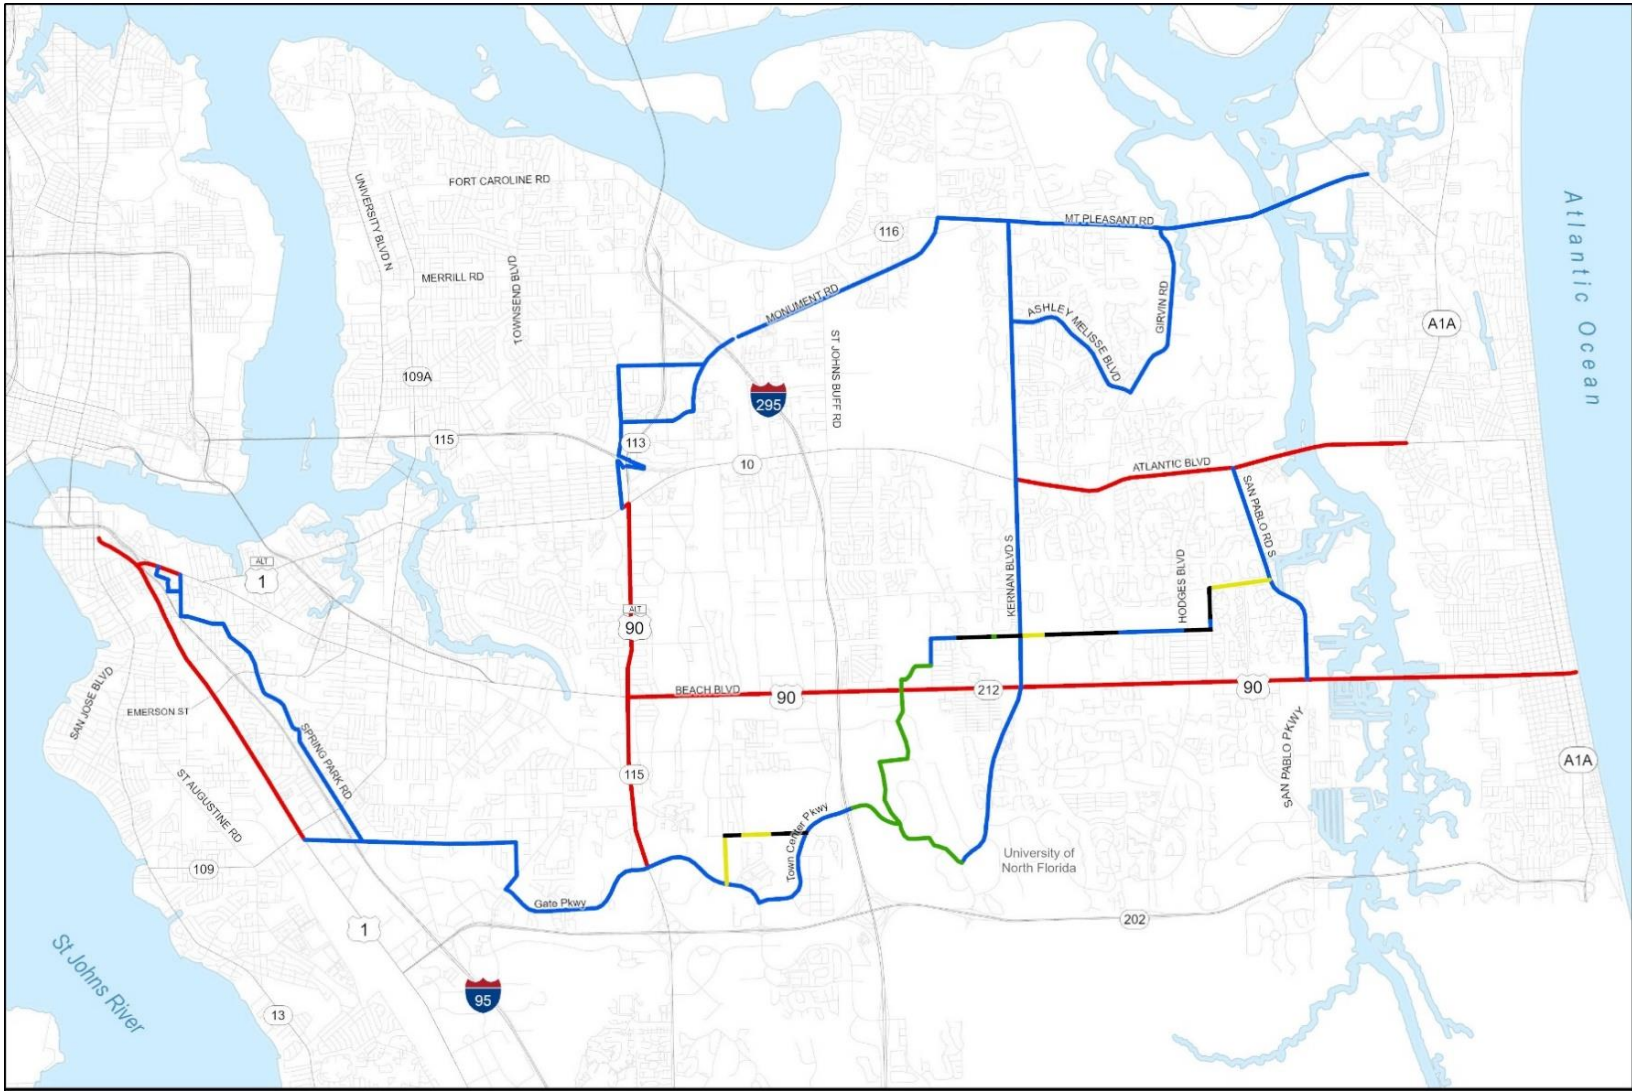 FORT CAROLINE RD
UNIVERSITY BLVD N
MERRILL RD
TOWNSEND BLVD
116
MT PLEASANT RD
Atlantic Ocean
MONUMENT RD
ASHLEY MELISSE BLVD
GIRVIN RD
A1A
ST JOHNS BUFF RD
109A
295
115
113
10
ATLANTIC BLVD
SAN PABLO RD S
KERNAN BLVD S
HODGES BLVD
ALT
1
ALT
90
SAN JOSE BLVD
EMERSON ST
BEACH BLVD
90
212
90
SPRING PARK RD
ST AUGUSTINE RD
115
SAN PABLO PKWY
A1A
Town Center Pkwy
University of
North Florida
109
Gate Pkwy
202
1
St Johns River
95
13